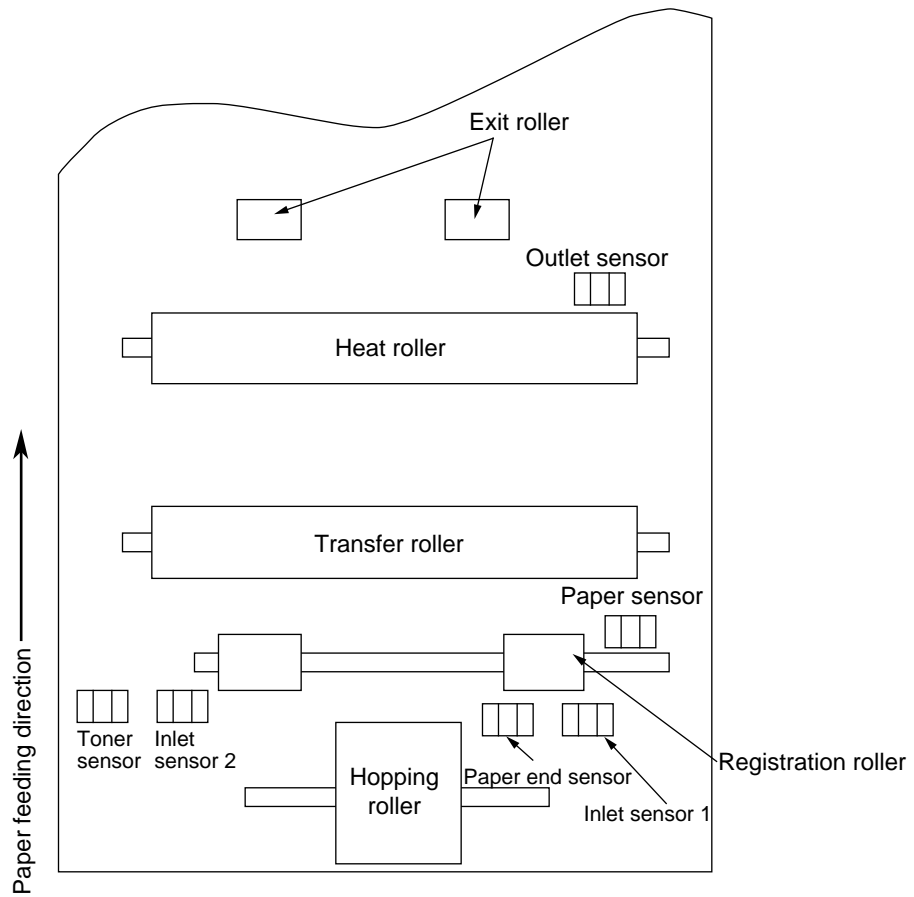 Exit roller
Outlet sensor
Heat roller
Transfer roller
Paper sensor
Toner
sensor
Inlet
sensor 2
Hopping
roller
Paper end sensor
Inlet sensor 1
Registration roller
Paper feeding direction